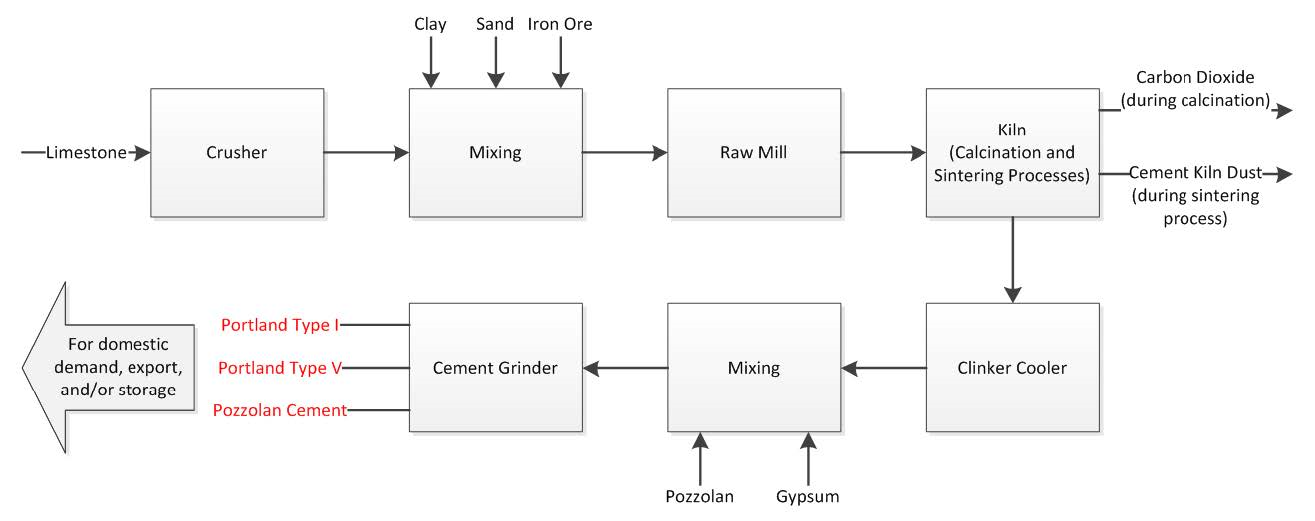 Clay
Sand
Iron Ore
Limestone
Crusher
Mixing
Raw Mill
Kiln
(Calcination and
Sintering Processes)
Carbon Dioxide
(during calcination)
Cement Kiln Dust
(during sintering
process)
For domestic
demand, export,
and/or storage
Portland Type I
Portland Type V
Pozzolan Cement
Cement Grinder
Mixing
Clinker Cooler
Pozzolan
Gypsum